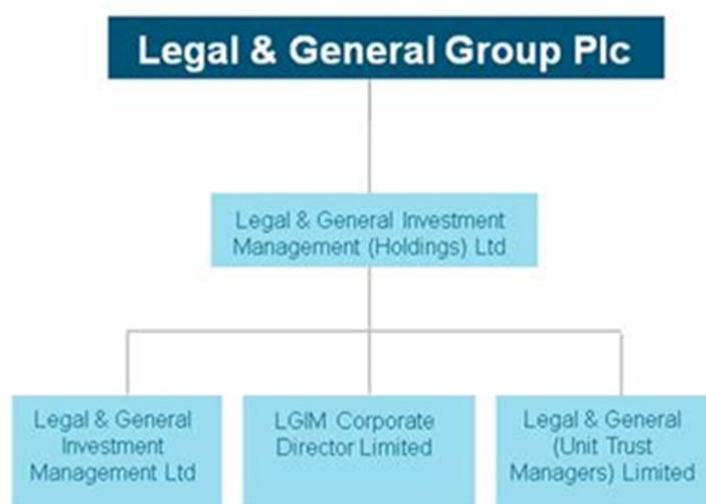 Legal & General Group Plc
Legal & General Investment
Management (Holdings) Ltd
Legal & General
Investment
Management Ltd
LGIM Corporate
Director Limited
Legal & General
(Unit Trust
Managers) Limited